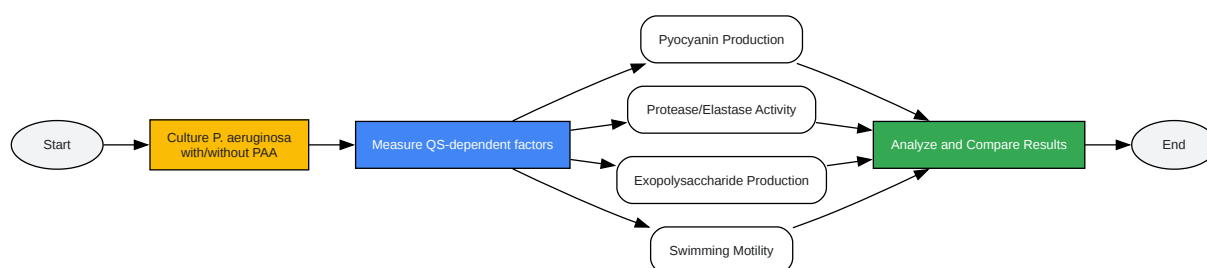 Start
Culture P. aeruginosa
with/without PAA
Measure QS-dependent factors
Pyocyanin Production
Protease/Elastase Activity
Exopolysaccharide Production
Swimming Motility
Analyze and Compare Results
End